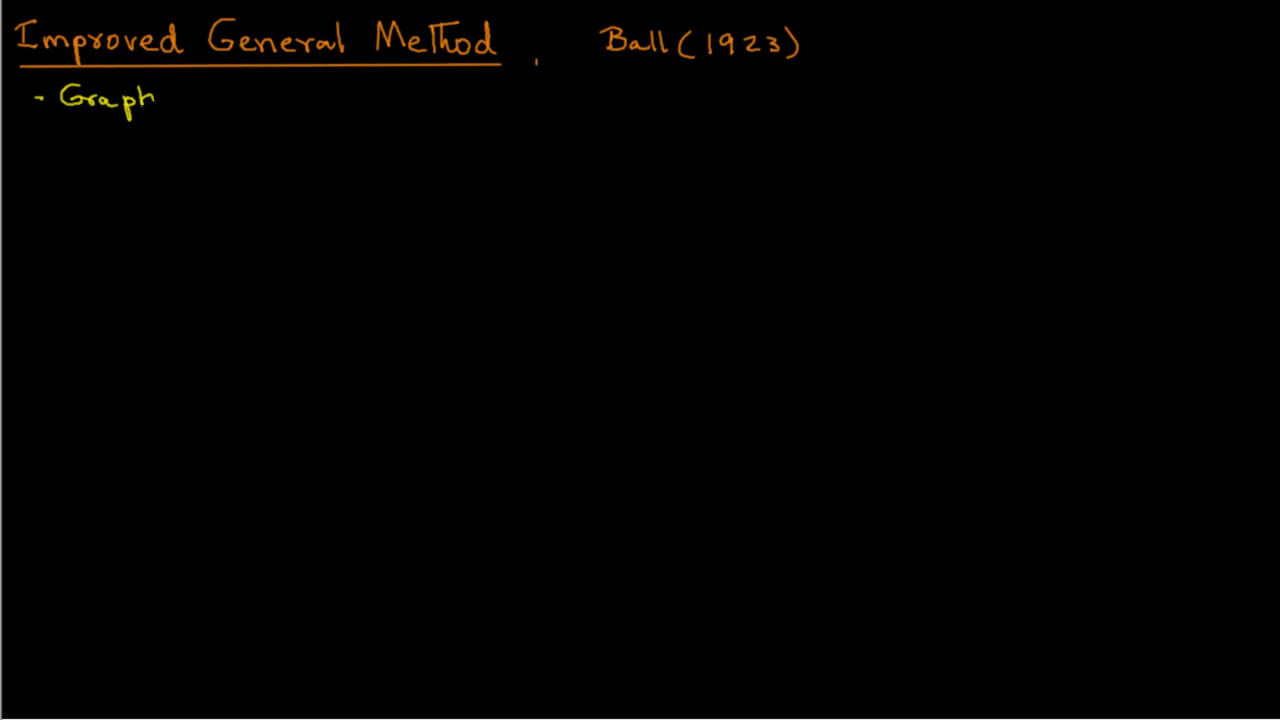 Improved General Method . Ball (1923)
- Graph